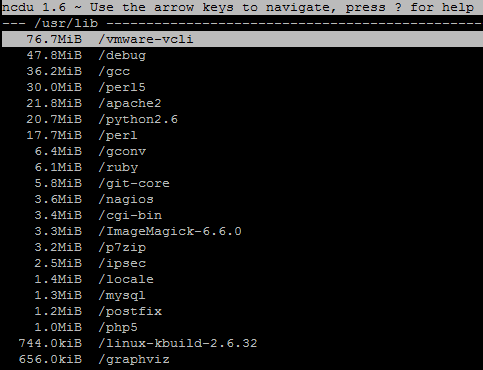 ncdu 1.6 ~ Use the arrow keys to navigate, press ? for help
--- /usr/lib ----------------------------------------------
76.7MiB /vmware-vcli
47.8MiB /debug
36.2MiB /gcc
30.0MiB /perl5
21.8MiB /apache2
20.7MiB /python2.6
17.7MiB /perl
6.4MiB /gconv
6.1MiB /ruby
5.8MiB /git-core
3.6MiB /nagios
3.4MiB /cgi-bin
3.3MiB /ImageMagick-6.6.0
3.2MiB /p7zip
2.5MiB /ipsec
1.4MiB /locale
1.3MiB /mysql
1.2MiB /postfix
1.0MiB /php5
744.0kiB /linux-kbuild-2.6.32
656.0kiB /graphviz